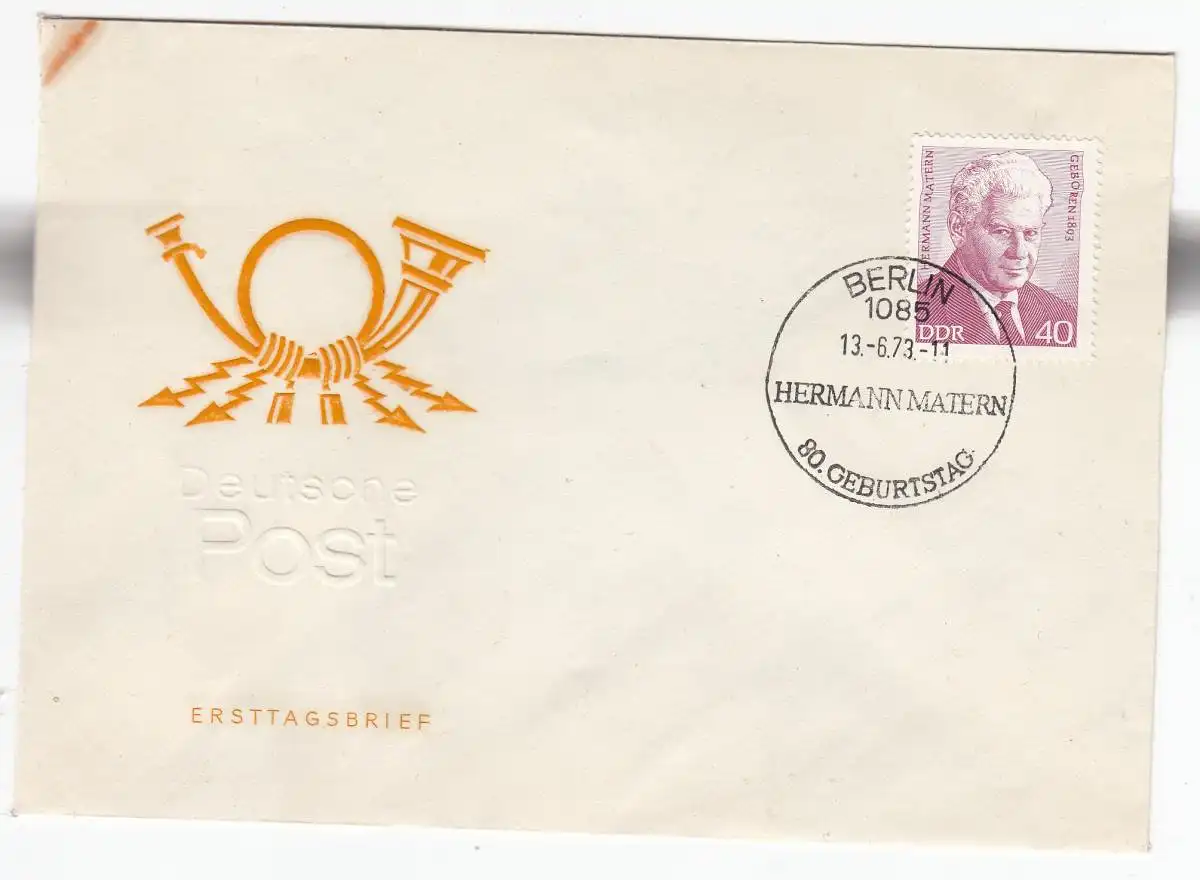 HERMANN MATERN
GEBOREN 1893
DDR 40
BERLIN
1085
13.-6.73.-11
HERMANN MATERN
80. GEBURTSTAG
Deutsche
Post
ERSTTAGSBRIEF